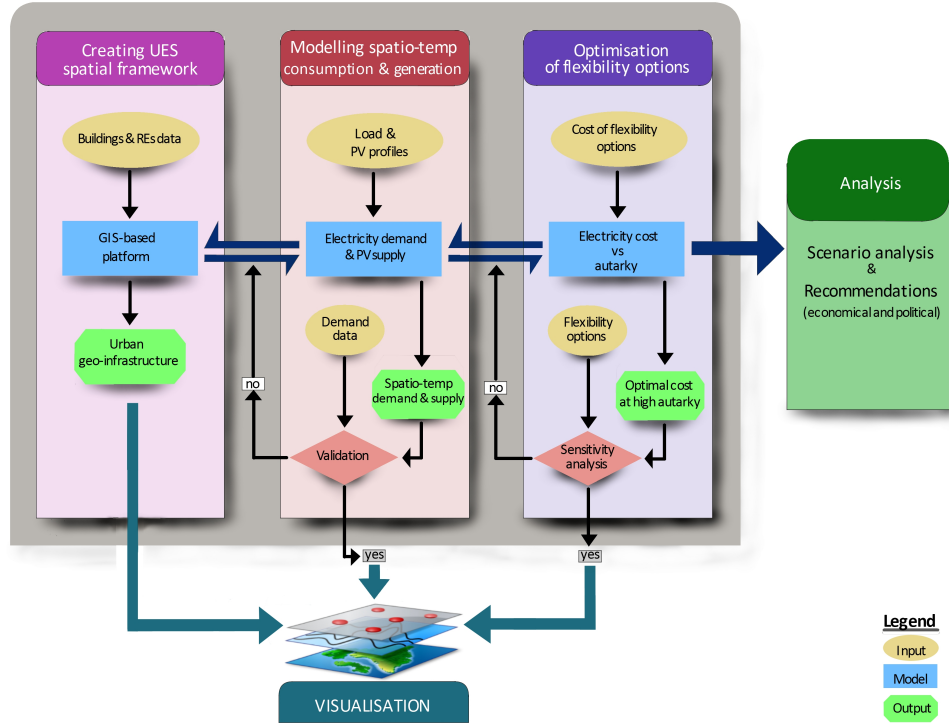 Creating UES
spatial framework
Buildings & REs data
GIS-based
platform
Urban
geo-infrastructure
Modelling spatio-temp
consumption & generation
Load &
PV profiles
Electricity demand
& PV supply
Demand
data
Spatio-temp
demand & supply
no
Validation
yes
Optimisation
of flexibility options
Cost of flexibility
options
Electricity cost
vs
autarky
Flexibility
options
Optimal cost
at high autarky
no
Sensitivity
analysis
yes
Analysis
Scenario analysis
&
Recommendations
(economical and political)
VISUALISATION
Legend
Input
Model
Output